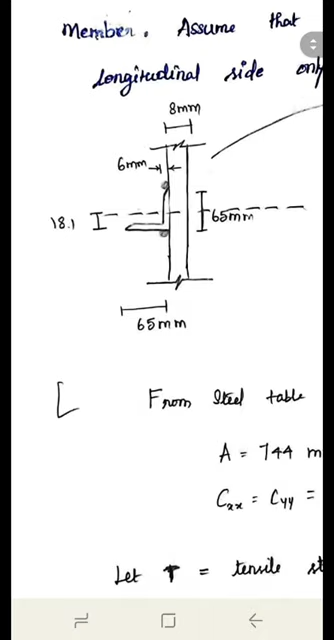 Member. Assume that
longitudinal side only
8mm
6mm
18.1
65mm
65mm
From Steel table
A = 744 m
Cxx = Cyy =
Let T = tensile st